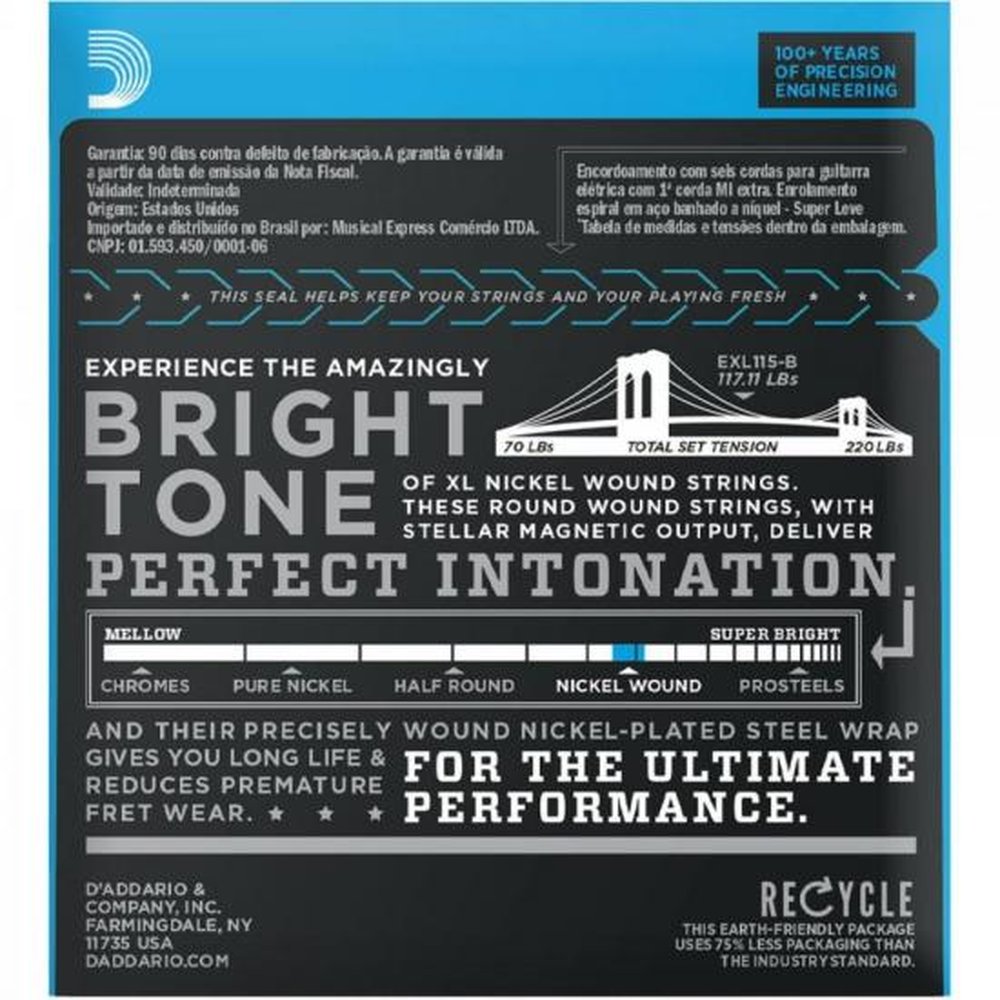 100+ YEARS
OF PRECISION
ENGINEERING
Garantia: 90 dias contra defeito de fabricação. A garantia é válida
a partir da data de emissão da Nota Fiscal.
Validade: Indeterminada
Origem: Estados Unidos
Importado e distribuído no Brasil por: Musical Express Comércio LTDA.
CNPJ: 01.593.450/0001-06
Encordoamento com seis cordas para guitarra
elétrica com 1ª corda MI extra. Enrolamento
espiral em aço banhado a níquel - Super Leve
Tabela de medidas e tensões dentro da embalagem.
THIS SEAL HELPS KEEP YOUR STRINGS AND YOUR PLAYING FRESH
EXPERIENCE THE AMAZINGLY
BRIGHT
TONE
EXL115-B
117.11 LBs
70 LBs TOTAL SET TENSION 220 LBs
OF XL NICKEL WOUND STRINGS.
THESE ROUND WOUND STRINGS, WITH
STELLAR MAGNETIC OUTPUT, DELIVER
PERFECT INTONATION.
MELLOW SUPER BRIGHT
CHROMES PURE NICKEL HALF ROUND NICKEL WOUND PROSTEELS
AND THEIR PRECISELY WOUND NICKEL-PLATED STEEL WRAP
GIVES YOU LONG LIFE &
REDUCES PREMATURE
FRET WEAR.
FOR THE ULTIMATE
PERFORMANCE.
D'ADDARIO &
COMPANY, INC.
FARMINGDALE, NY
11735 USA
DADDARIO.COM
RECYCLE
THIS EARTH-FRIENDLY PACKAGE
USES 75% LESS PACKAGING THAN
THE INDUSTRY STANDARD.